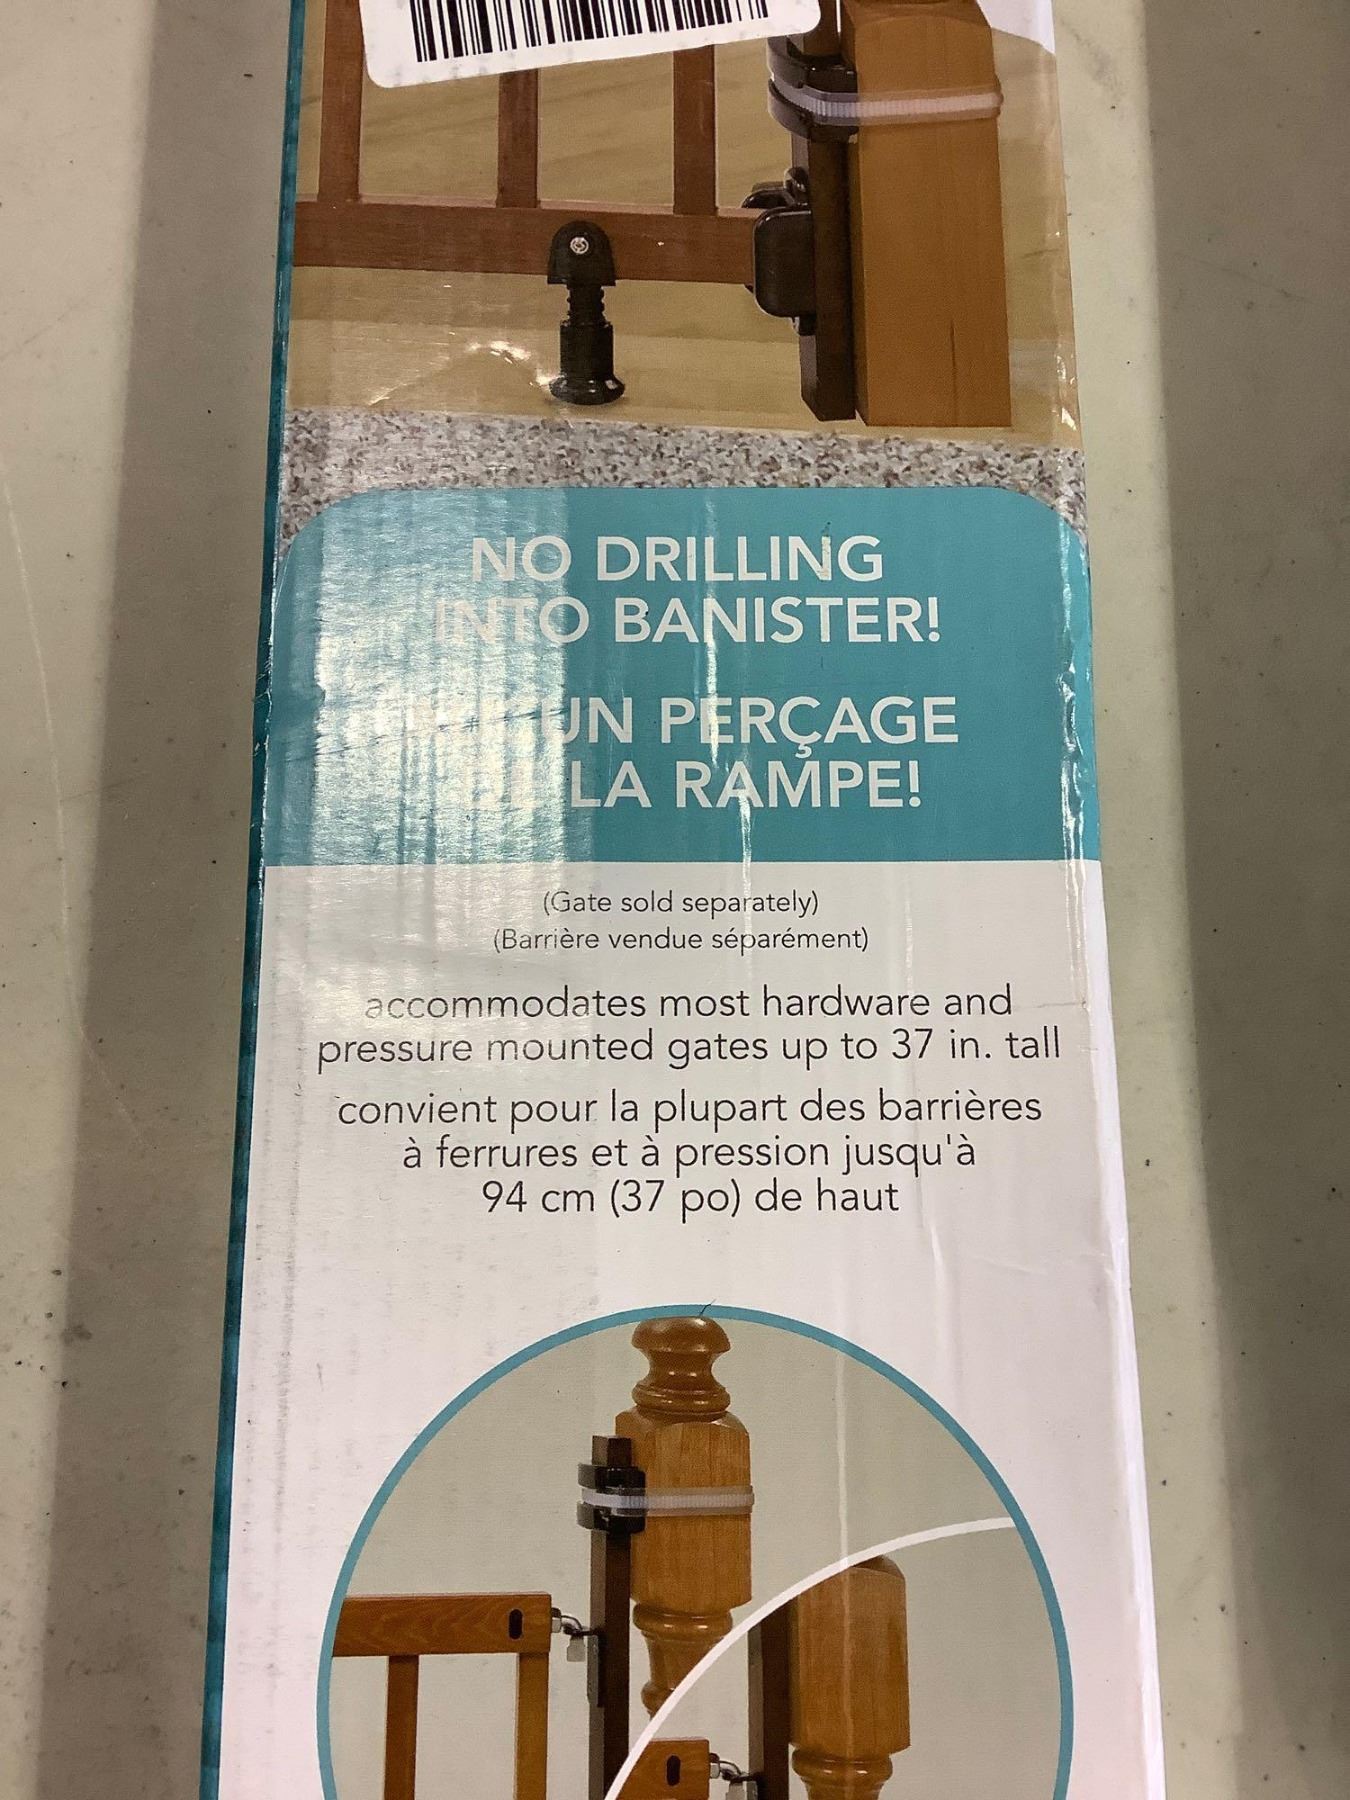 NO DRILLING
INTO BANISTER!
UN PERÇAGE
LA RAMPE!
(Gate sold separately)
(Barrière vendue séparément)
accommodates most hardware and
pressure mounted gates up to 37 in. tall
convient pour la plupart des barrières
à ferrures et à pression jusqu'à
94 cm (37 po) de haut